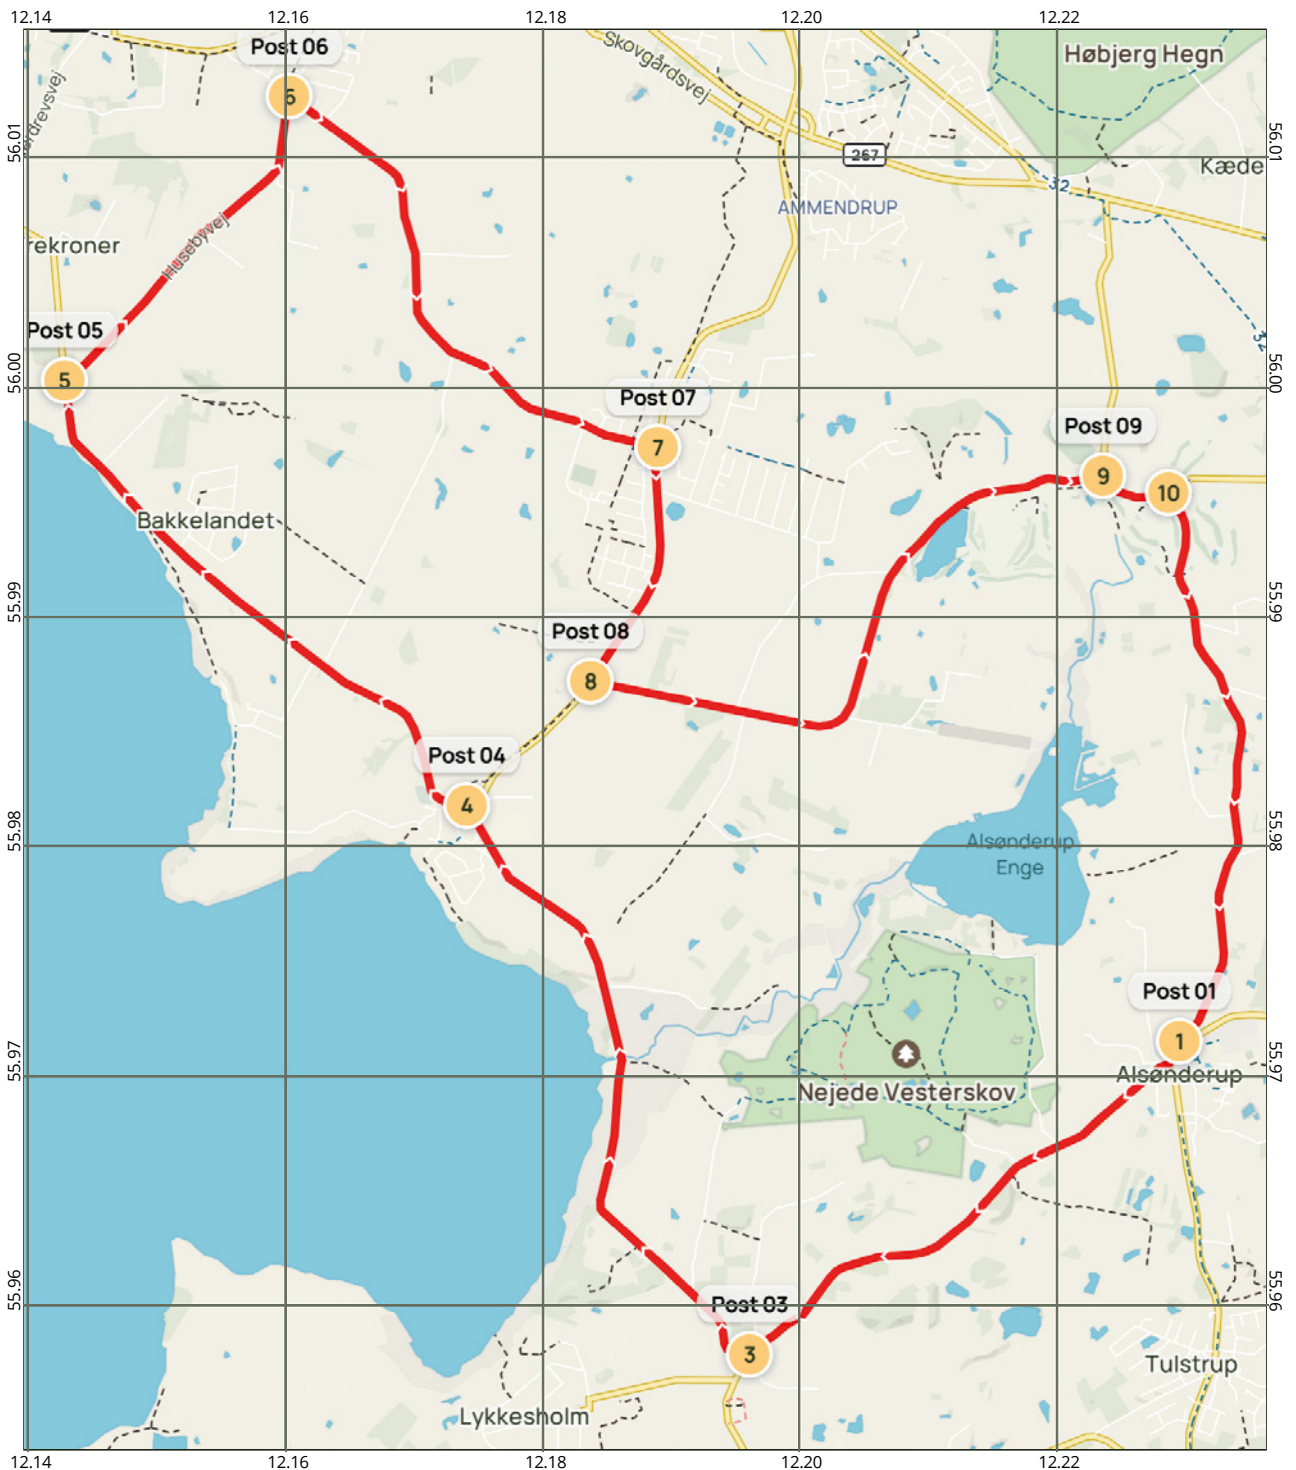 12.14 12.16 12.18 12.20 12.22
Post 06
6
Skovgårdsvej
Høbjerg Hegn
56.01
267
Kæde
56.01
32
AMMENDRUP
rekroner
Husebyvej
Post 05
5
32
56.00
56.00
Post 07
7
Post 09
9
10
Bakkelandet
55.99
55.99
Post 08
8
Post 04
4
55.98
Alsønderup
Enge
55.98
Post 01
1
55.97
Alsønderup
55.97
Nejede Vesterskov
55.96
Post 03
3
55.96
Tulstrup
Lykkesholm
12.14 12.16 12.18 12.20 12.22